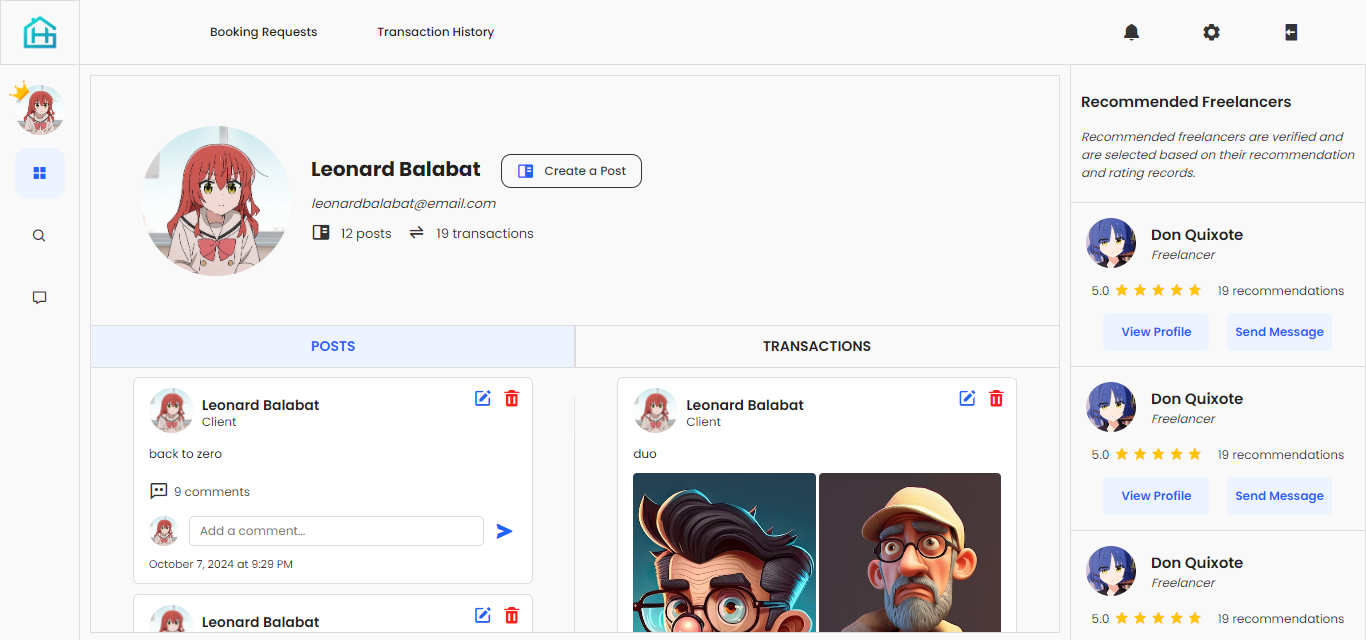 Booking Requests
Transaction History
Leonard Balabat
Create a Post
leonardbalabat@email.com
12 posts
19 transactions
POSTS
TRANSACTIONS
Leonard Balabat
Client
back to zero
9 comments
Add a comment...
October 7, 2024 at 9:29 PM
Leonard Balabat
Leonard Balabat
Client
duo
Recommended Freelancers
Recommended freelancers are verified and
are selected based on their recommendation
and rating records.
Don Quixote
Freelancer
5.0
19 recommendations
View Profile
Send Message
Don Quixote
Freelancer
5.0
19 recommendations
View Profile
Send Message
Don Quixote
Freelancer
5.0
19 recommendations